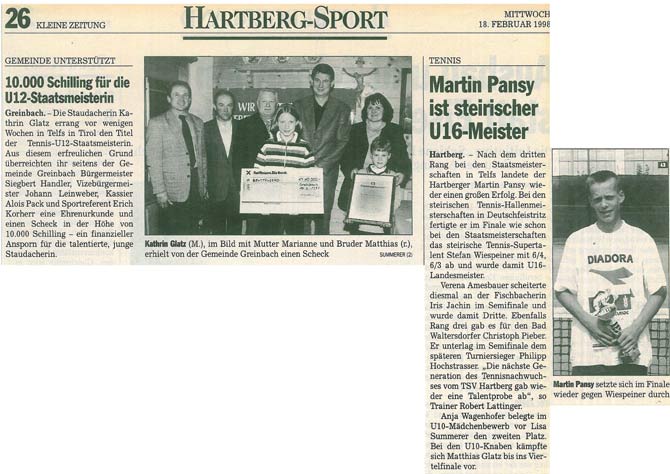 26 KLEINE ZEITUNG
HARTBERG-SPORT
MITTWOCH
18. FEBRUAR 1998
GEMEINDE UNTERSTÜTZT
10.000 Schilling für die
U12-Staatsmeisterin
Greinbach. – Die Staudacherin Ka-
thrin Glatz errang vor wenigen
Wochen in Telfs in Tirol den Titel
der Tennis-U12-Staatsmeisterin.
Aus diesem erfreulichen Grund
überreichten ihr seitens der Ge-
meinde Greinbach Bürgermeister
Siegbert Handler, Vizebürgermei-
ster Johann Leinweber, Kassier
Alois Pack und Sportreferent Erich
Korherr eine Ehrenurkunde und
einen Scheck in der Höhe von
10.000 Schilling – ein finanzieller
Ansporn für die talentierte, junge
Staudacherin.
Kathrin Glatz (M.), im Bild mit Mutter Marianne und Bruder Matthias (r.),
erhielt von der Gemeinde Greinbach einen Scheck
SUMMERER (2)
TENNIS
Martin Pansy
ist steirischer
U16-Meister
Hartberg. – Nach dem dritten
Rang bei den Staatsmeister-
schaften in Telfs landete der
Hartberger Martin Pansy wie-
der einen großen Erfolg. Bei den
steirischen Tennis-Hallenmei-
sterschaften in Deutschfeistritz
fertigte er im Finale wie schon
bei den Staatsmeisterschaften
das steirische Tennis-Superta-
lent Stefan Wiespeiner mit 6/4,
6/3 ab und wurde damit U16-
Landesmeister.
Verena Amesbauer scheiterte
diesmal an der Fischbacherin
Iris Jachin im Semifinale und
wurde damit Dritte. Ebenfalls
Rang drei gab es für den Bad
Waltersdorfer Christoph Pieber.
Er unterlag im Semifinale dem
späteren Turniersieger Philipp
Hochstrasser. „Die nächste Ge-
neration des Tennisnachwuch-
ses vom TSV Hartberg gab wie-
der eine Talentprobe ab“, so
Trainer Robert Lattinger.
Anja Wagenhofer belegte im
U10-Mädchenbewerb vor Lisa
Summerer den zweiten Platz.
Bei den U10-Knaben kämpfte
sich Matthias Glatz bis ins Vier-
telfinale vor.
DIADORA
Martin Pansy setzte sich im Finale
wieder gegen Wiespeiner durch